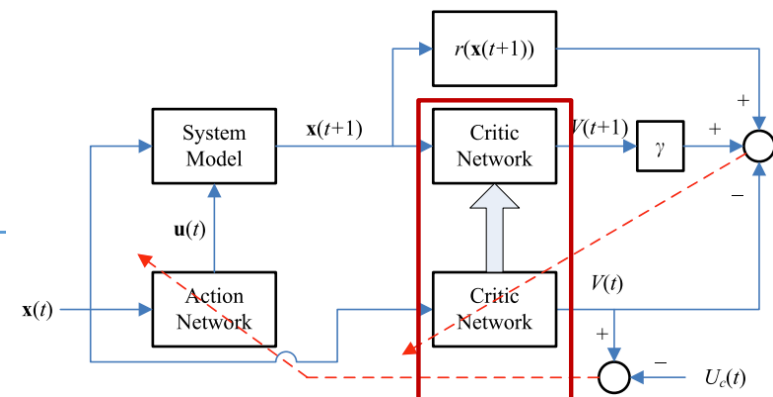 r(x(t+1))
System
Model
x(t+1)
Critic
Network
V(t+1)
γ
+
+
−
u(t)
x(t)
Action
Network
Critic
Network
V(t)
+
−
U_c(t)